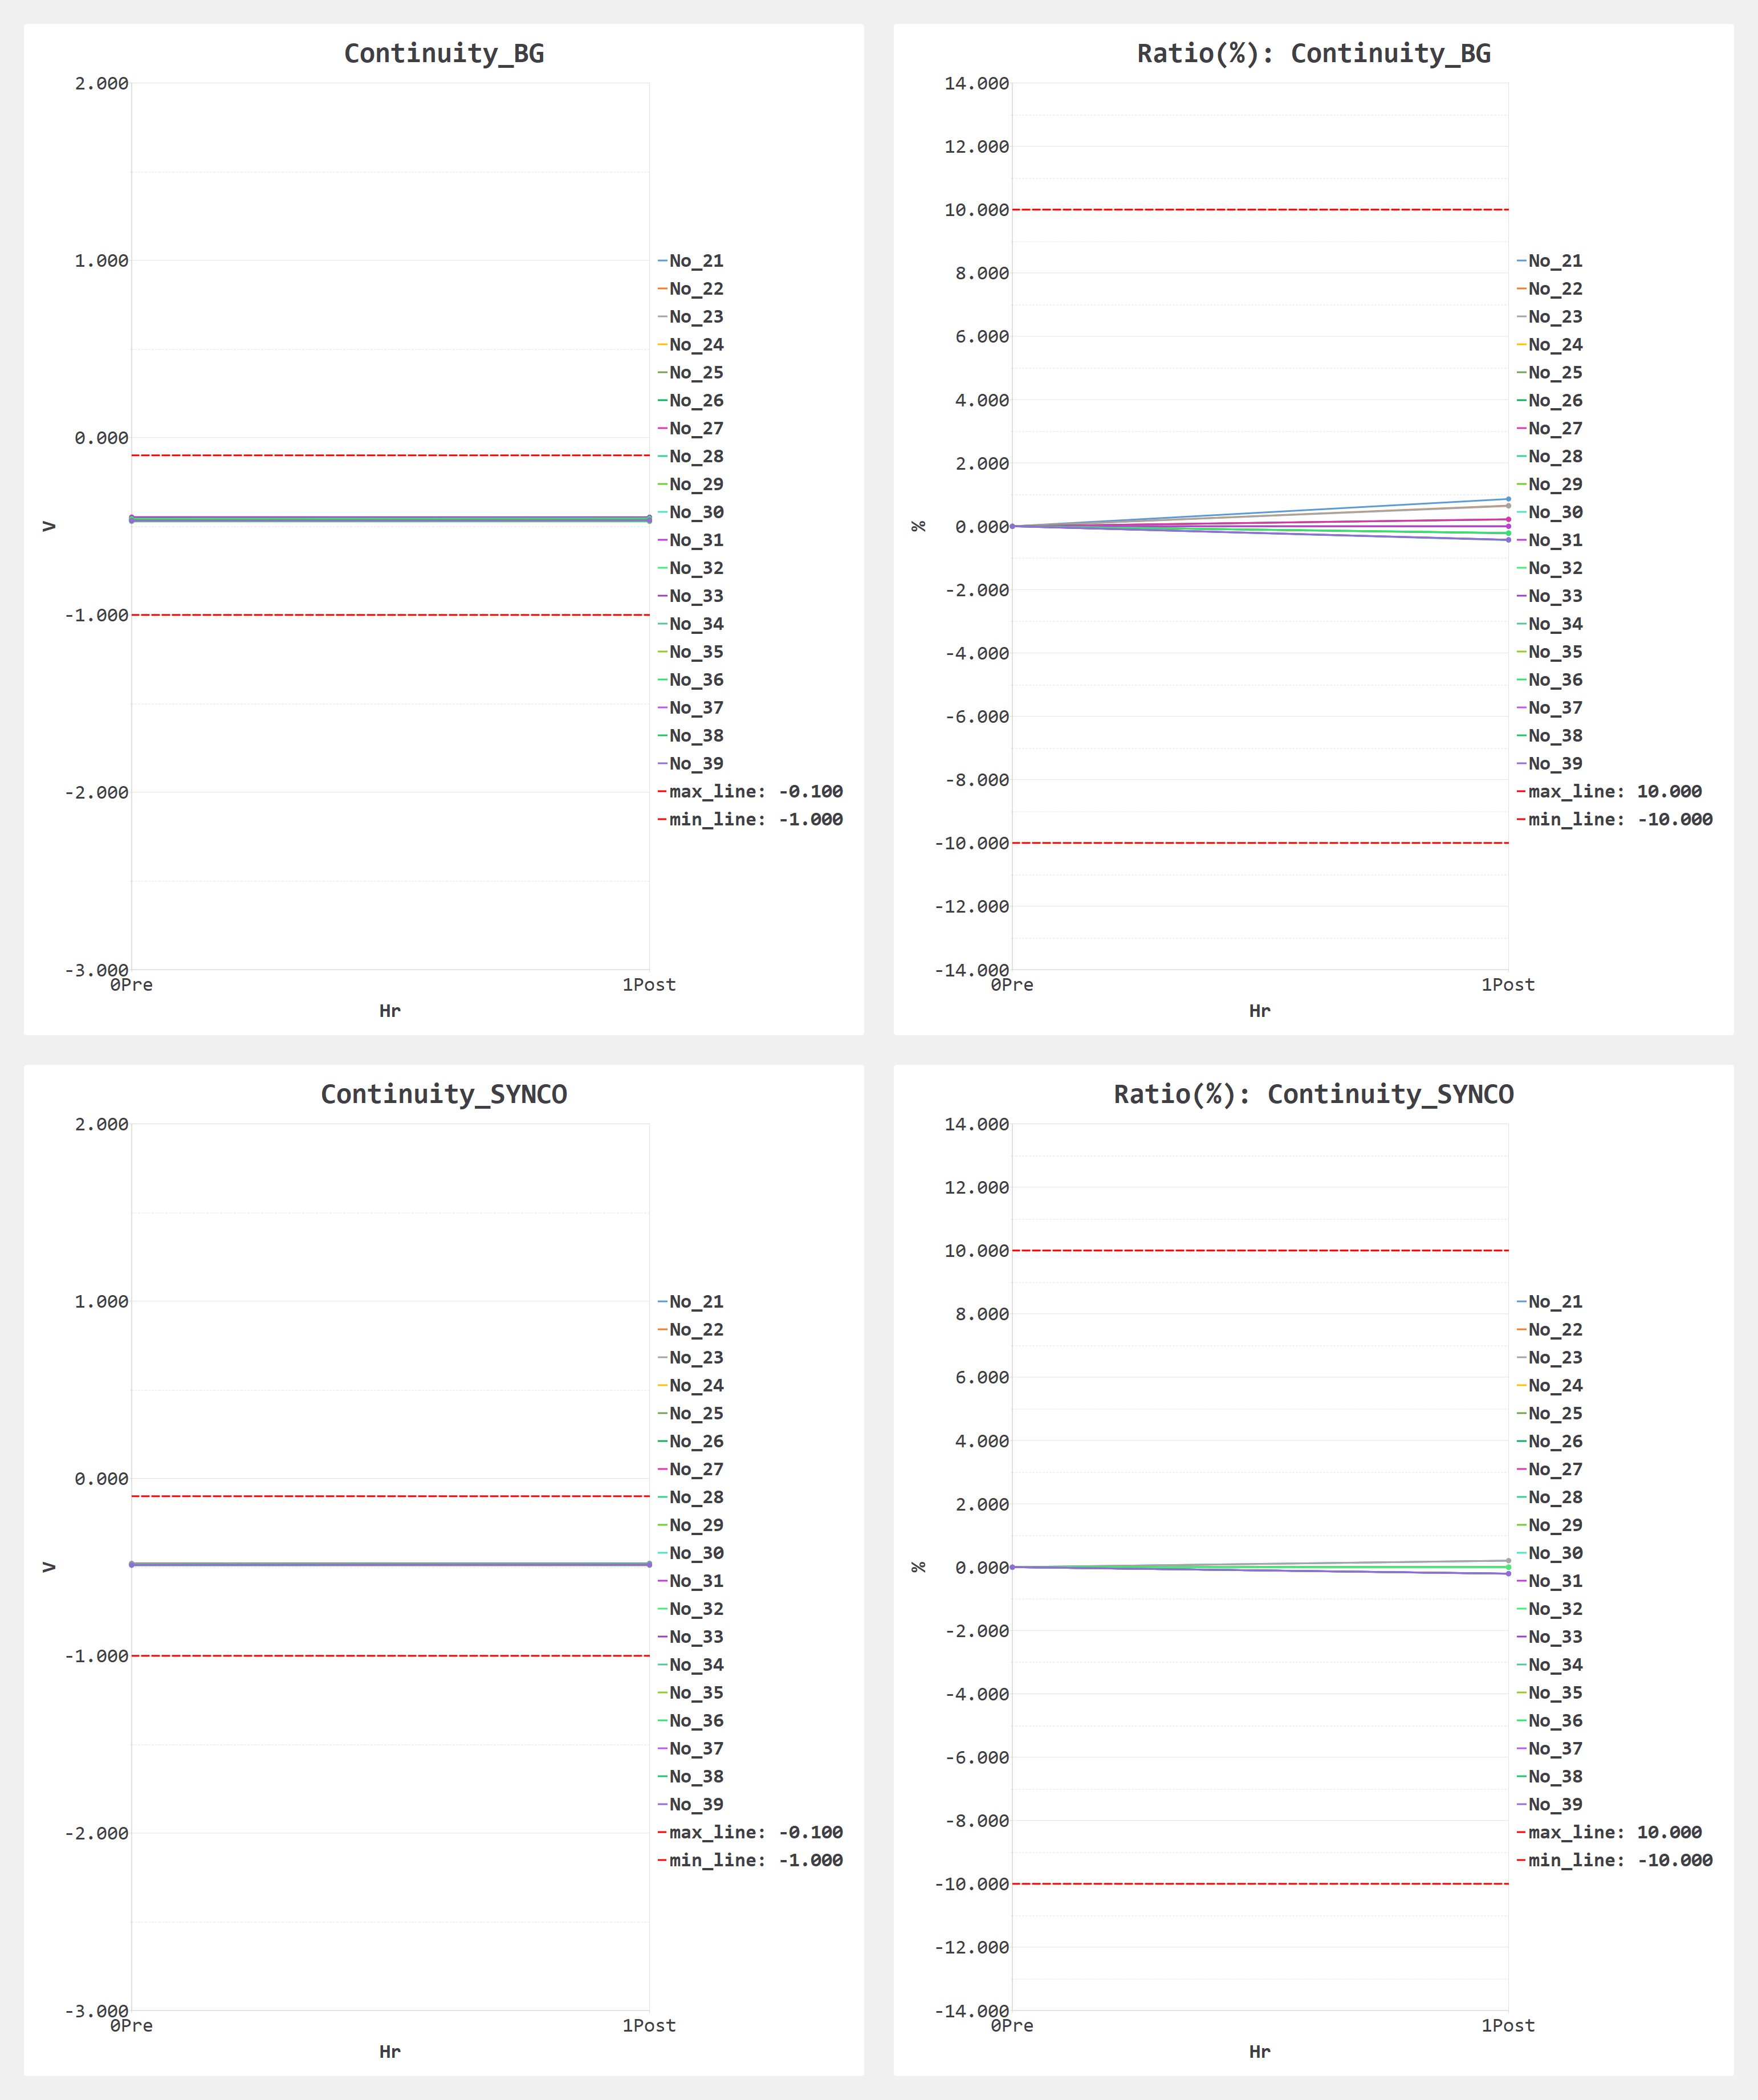 Continuity_BG
2.000
1.000
0.000
-1.000
-2.000
-3.000
V
0Pre
1Post
Hr
No_21
No_22
No_23
No_24
No_25
No_26
No_27
No_28
No_29
No_30
No_31
No_32
No_33
No_34
No_35
No_36
No_37
No_38
No_39
max_line: -0.100
min_line: -1.000
Ratio(%): Continuity_BG
14.000
12.000
10.000
8.000
6.000
4.000
2.000
0.000
-2.000
-4.000
-6.000
-8.000
-10.000
-12.000
-14.000
%
0Pre
1Post
Hr
No_21
No_22
No_23
No_24
No_25
No_26
No_27
No_28
No_29
No_30
No_31
No_32
No_33
No_34
No_35
No_36
No_37
No_38
No_39
max_line: 10.000
min_line: -10.000
Continuity_SYNCO
2.000
1.000
0.000
-1.000
-2.000
-3.000
V
0Pre
1Post
Hr
No_21
No_22
No_23
No_24
No_25
No_26
No_27
No_28
No_29
No_30
No_31
No_32
No_33
No_34
No_35
No_36
No_37
No_38
No_39
max_line: -0.100
min_line: -1.000
Ratio(%): Continuity_SYNCO
14.000
12.000
10.000
8.000
6.000
4.000
2.000
0.000
-2.000
-4.000
-6.000
-8.000
-10.000
-12.000
-14.000
%
0Pre
1Post
Hr
No_21
No_22
No_23
No_24
No_25
No_26
No_27
No_28
No_29
No_30
No_31
No_32
No_33
No_34
No_35
No_36
No_37
No_38
No_39
max_line: 10.000
min_line: -10.000